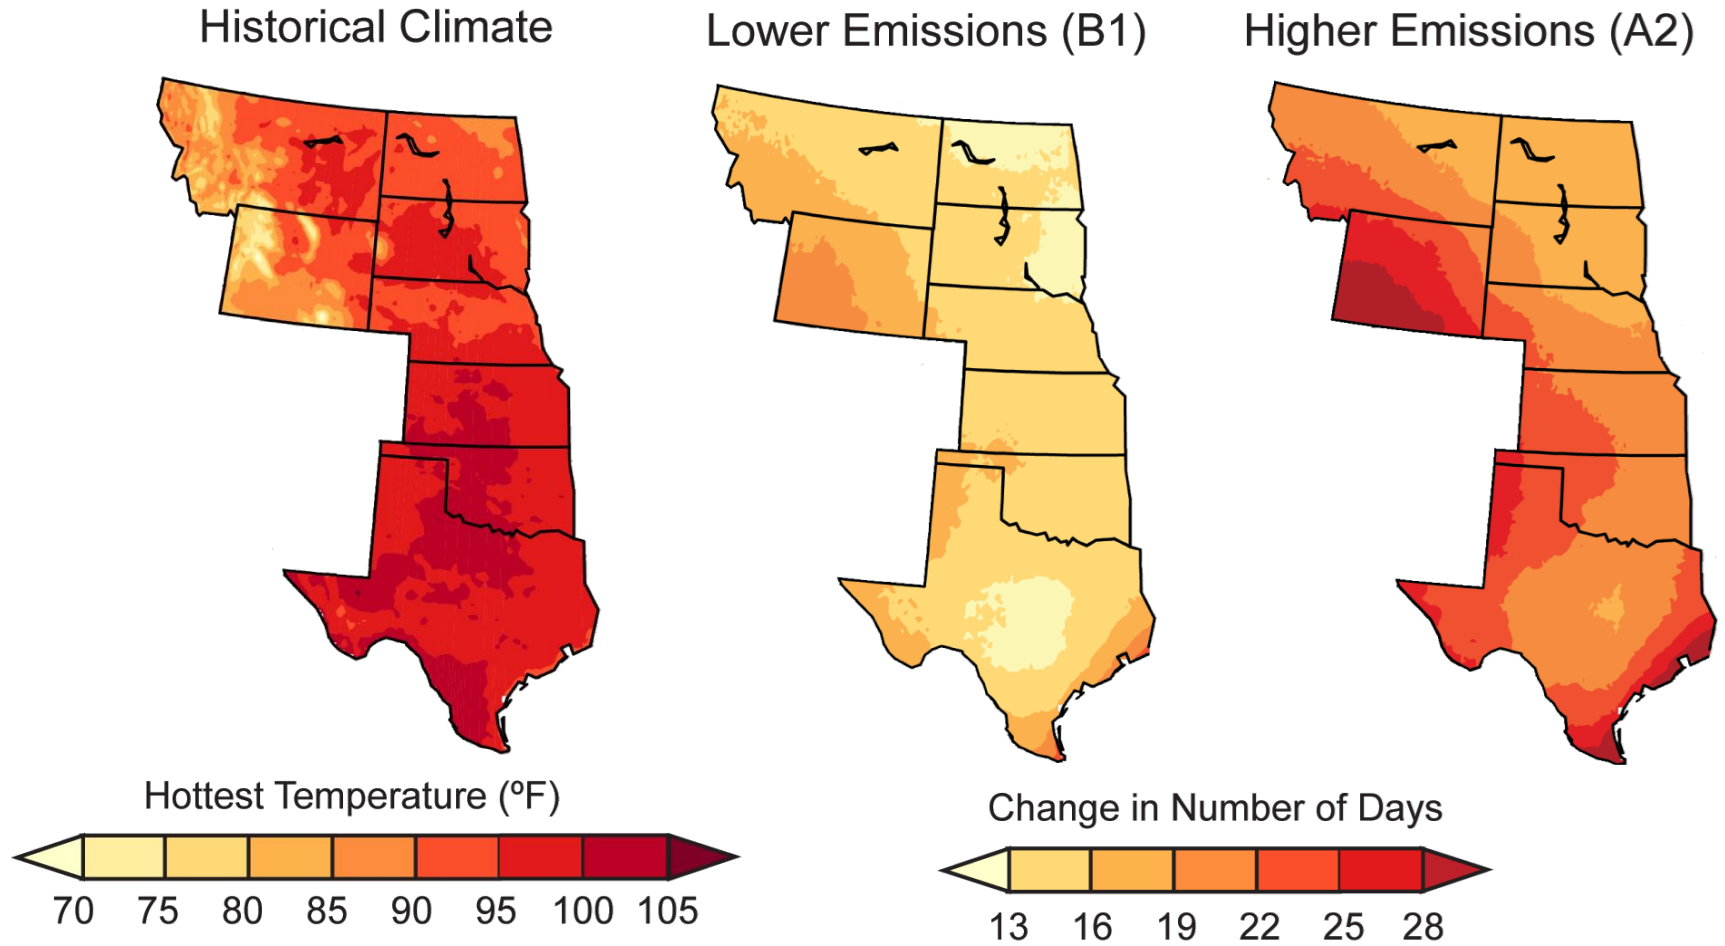 Historical Climate
Lower Emissions (B1)
Higher Emissions (A2)
Hottest Temperature (ºF)
70 75 80 85 90 95 100 105
Change in Number of Days
13 16 19 22 25 28